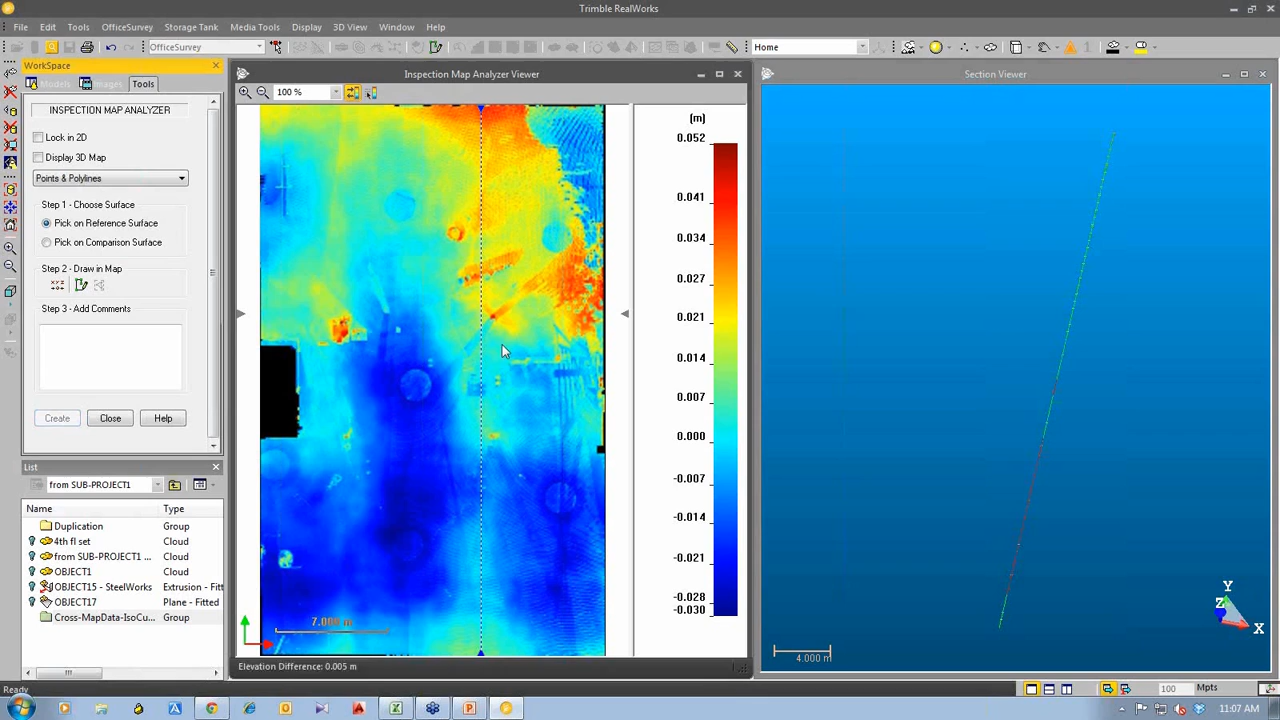 Trimble RealWorks
File Edit Tools OfficeSurvey Storage Tank Media Tools Display 3D View Window Help
OfficeSurvey Home
WorkSpace
Models Images Tools
INSPECTION MAP ANALYZER
Lock in 2D
Display 3D Map
Points & Polylines
Step 1 - Choose Surface
Pick on Reference Surface
Pick on Comparison Surface
Step 2 - Draw in Map
Step 3 - Add Comments
Create Close Help
List
from SUB-PROJECT1
Name Type
Duplication Group
4th fl set Cloud
from SUB-PROJECT1 ... Cloud
OBJECT1 Cloud
OBJECT15 - SteelWorks Extrusion - Fitt
OBJECT17 Plane - Fitted
Cross-MapData-IsoCu... Group
Ready
Inspection Map Analyzer Viewer
100 %
(m)
0.052
0.041
0.034
0.027
0.021
0.014
0.007
0.000
-0.007
-0.014
-0.021
-0.028
-0.030
7.000 m
Elevation Difference: 0.005 m
Section Viewer
4.000 m
Y
Z
X
100 Mpts
11:07 AM